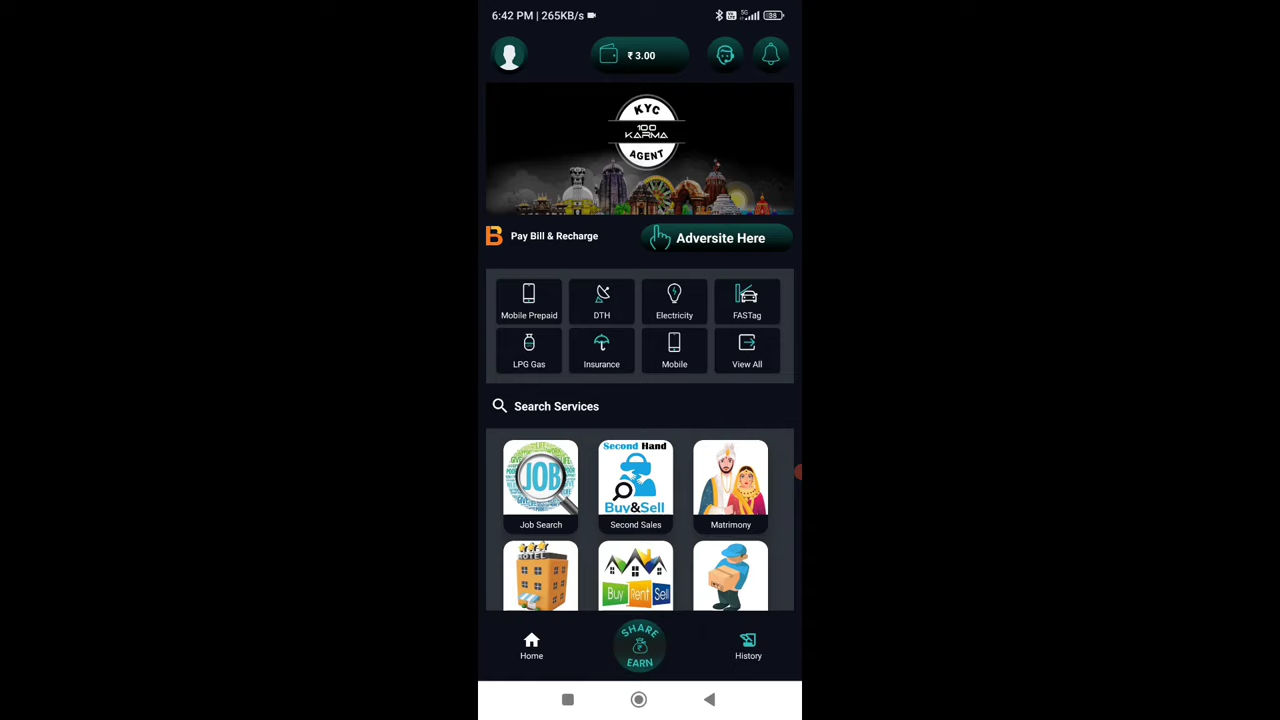 6:42 PM | 265KB/s
5G
38
₹ 3.00
KYC
100
KARMA
AGENT
B Pay Bill & Recharge
Adversite Here
Mobile Prepaid
DTH
Electricity
FASTag
LPG Gas
Insurance
Mobile
View All
Search Services
JOB
Job Search
Second Hand
Buy&Sell
Second Sales
Matrimony
HOTEL
Buy Rent Sell
Home
SHARE
₹
EARN
History